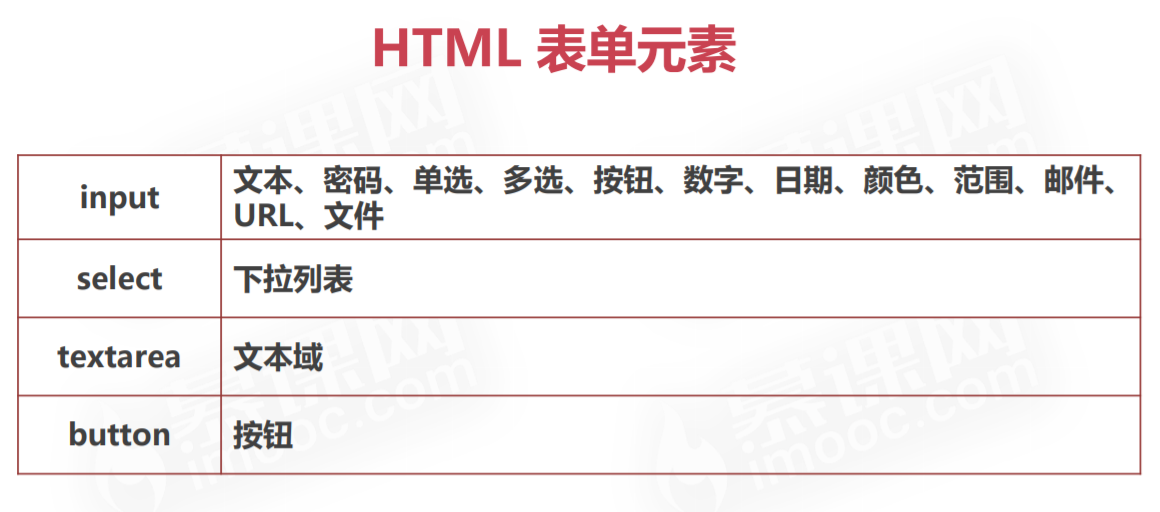 HTML 表单元素
input
文本、密码、单选、多选、按钮、数字、日期、颜色、范围、邮件、
URL、文件
select
下拉列表
textarea
文本域
button
按钮
慕课网
imooc.com
慕课网
imooc.com